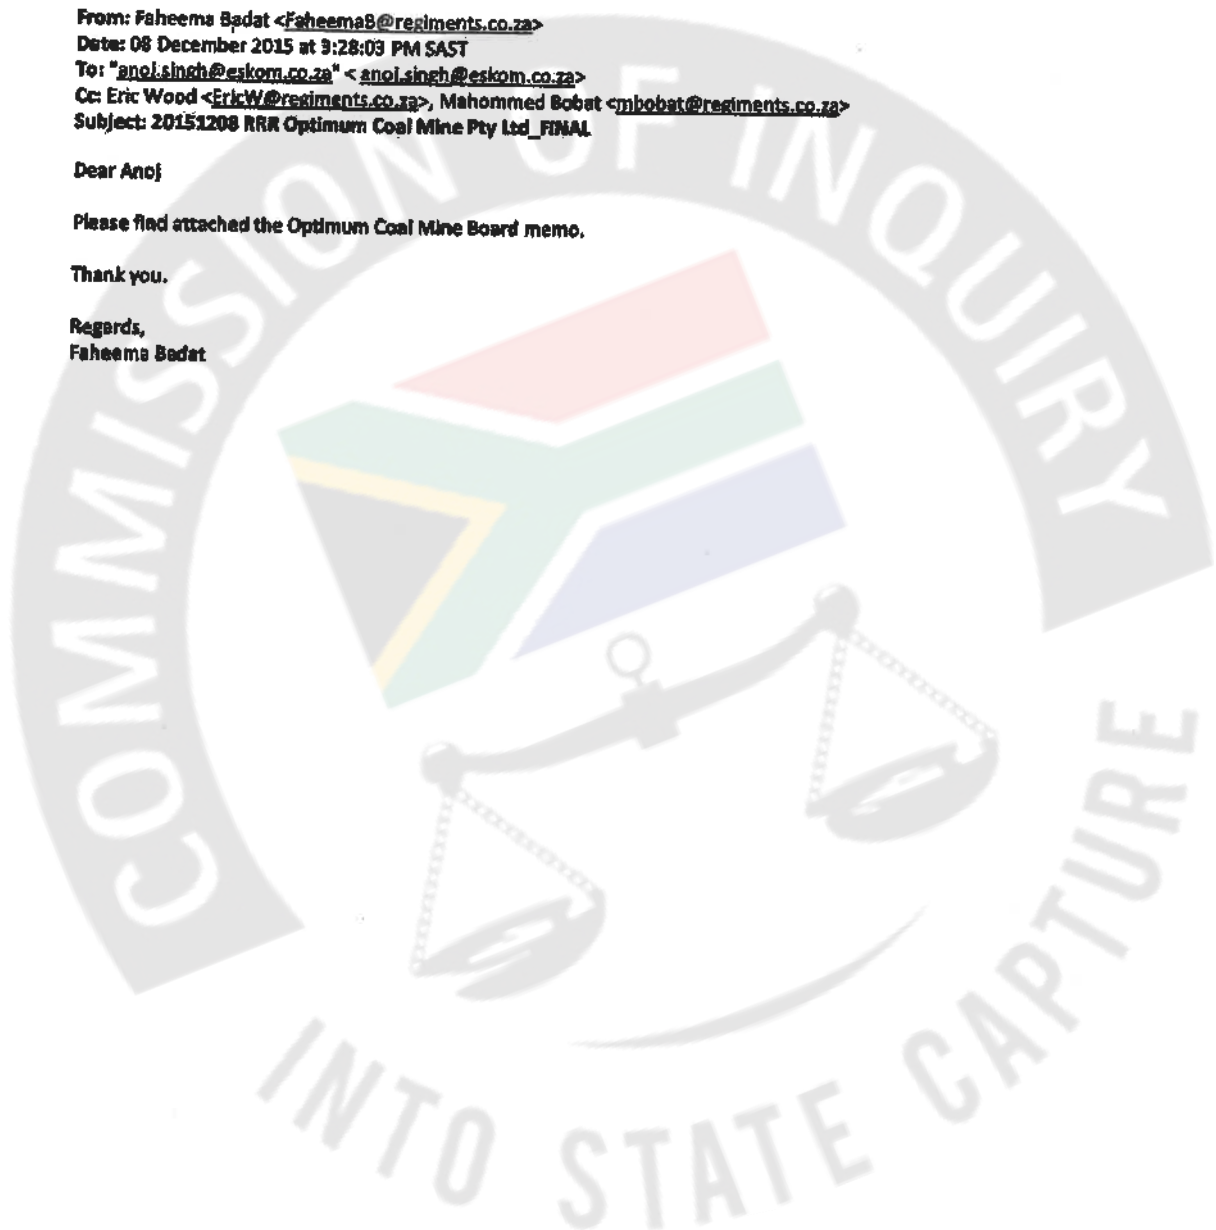 From: Faheema Badat <FaheemaB@regiments.co.za>
Date: 08 December 2015 at 3:28:03 PM SAST
To: "anoj.singh@eskom.co.za" < anoj.singh@eskom.co.za>
Cc: Eric Wood <EricW@regiments.co.za>, Mahommed Bobat <mbobat@regiments.co.za>
Subject: 20151208 RRR Optimum Coal Mine Pty Ltd_FINAL
Dear Anoj
Please find attached the Optimum Coal Mine Board memo.
Thank you.
Regards,
Faheema Badat
COMMISSION OF INQUIRY
INTO STATE CAPTURE